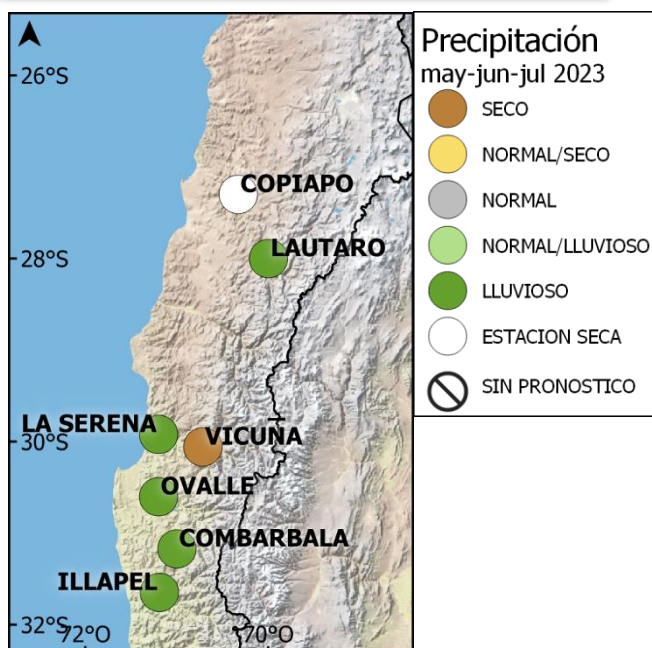 26°S
COPIAPO
LAUTARO
28°S
LA SERENA
VICUÑA
30°S
OVALLE
COMBARBALA
ILLAPEL
32°S
72°O
70°O
Precipitación
may-jun-jul 2023
SECO
NORMAL/SECO
NORMAL
NORMAL/LLUVIOSO
LLUVIOSO
ESTACION SECA
SIN PRONOSTICO